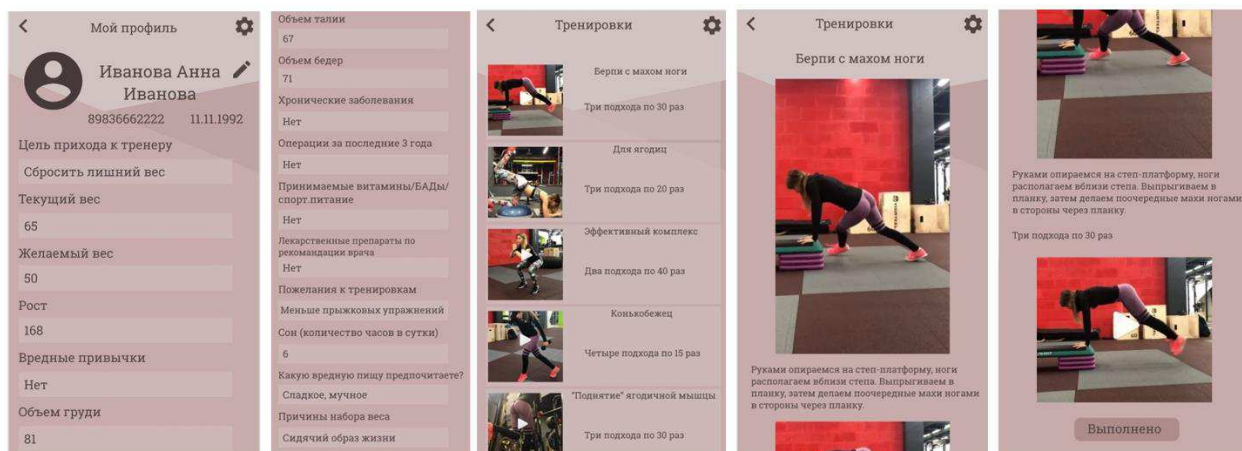 Мой профиль
Иванова Анна
Иванова
89836662222 11.11.1992
Цель прихода к тренеру
Сбросить лишний вес
Текущий вес
65
Желаемый вес
50
Рост
168
Вредные привычки
Нет
Объем груди
81
Объем талии
67
Объем бедер
71
Хронические заболевания
Нет
Операции за последние 3 года
Нет
Принимаемые витамины/БАДы/
спорт.питание
Нет
Лекарственные препараты по
рекомандации врача
Нет
Пожелания к тренировкам
Меньше прыжковых упражнений
Сон (количество часов в сутки)
6
Какую вредную пищу предпочитаете?
Сладкое, мучное
Причины набора веса
Сидячий образ жизни
Тренировки
Берпи с махом ноги
Три подхода по 30 раз
Для ягодиц
Три подхода по 20 раз
Эффективный комплекс
Два подхода по 40 раз
Конькобежец
Четыре подхода по 15 раз
"Поднятие" ягодичной мышцы
Три подхода по 30 раз
Тренировки
Берпи с махом ноги
Руками опираемся на степ-платформу, ноги
располагаем вблизи степа. Выпрыгиваем в
планку, затем делаем поочередные махи ногами
в стороны через планку.
Руками опираемся на степ-платформу, ноги
располагаем вблизи степа. Выпрыгиваем в
планку, затем делаем поочередные махи ногами
в стороны через планку.
Три подхода по 30 раз
Выполнено